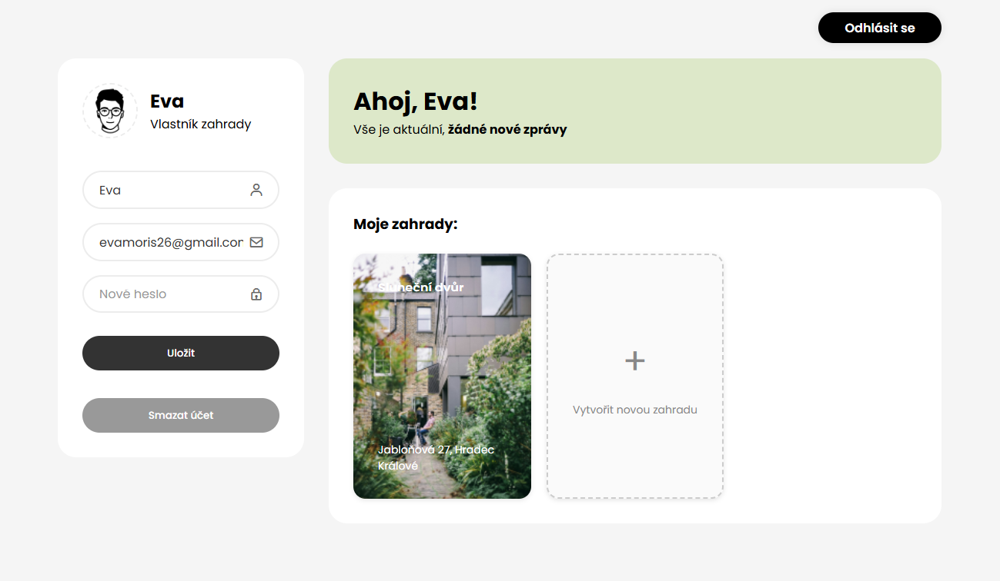 Odhlásit se
Eva
Vlastník zahrady
Eva
evamoris26@gmail.con
Nové heslo
Uložit
Smazat účet
Ahoj, Eva!
Vše je aktuální, žádné nové zprávy
Moje zahrady:
Sluneční dvůr
Jabloňová 27, Hradec
Králové
+
Vytvořit novou zahradu